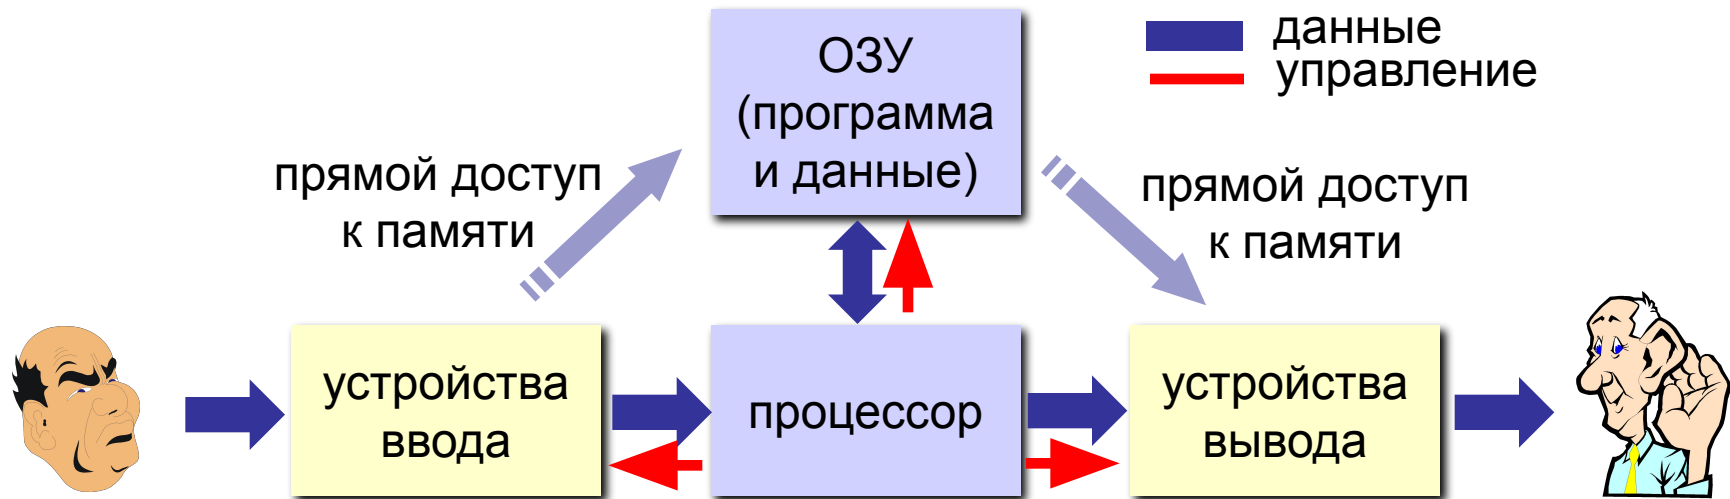 ОЗУ
(программа
и данные)
данные
управление
прямой доступ
к памяти
прямой доступ
к памяти
устройства
ввода
процессор
устройства
вывода